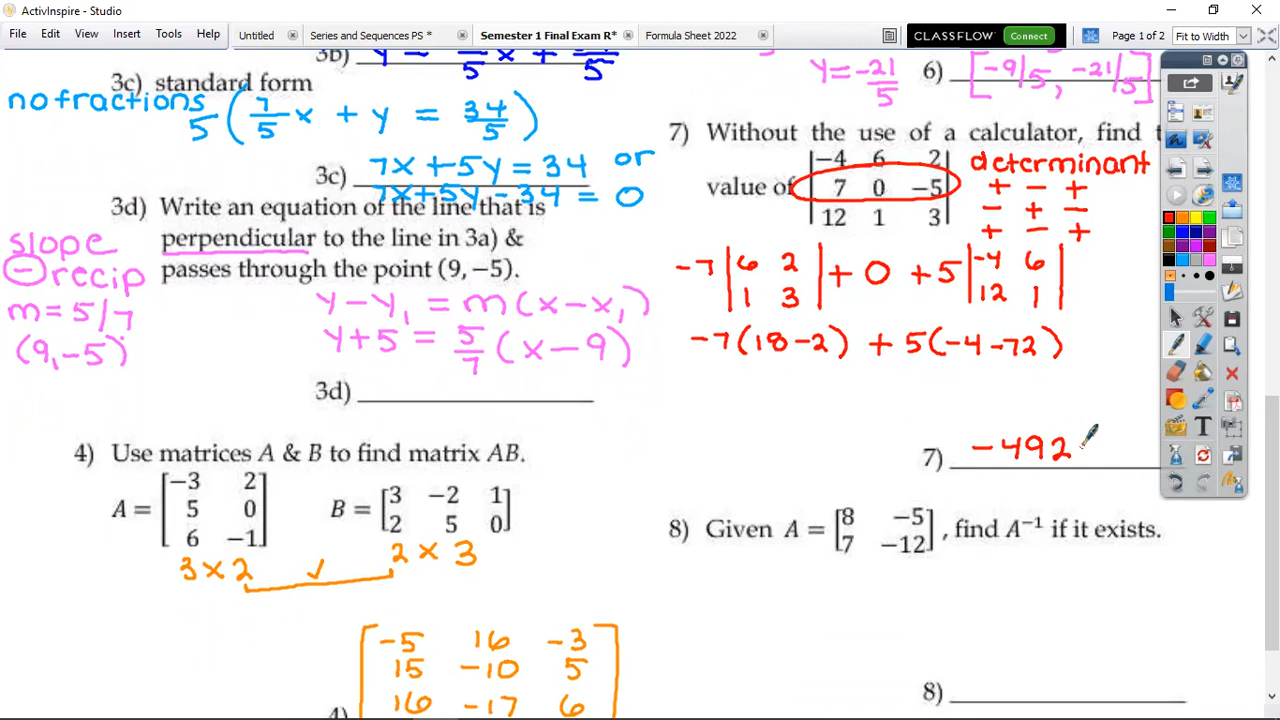 ActivInspire - Studio
File Edit View Insert Tools Help
Untitled
Series and Sequences PS *
Semester 1 Final Exam R*
Formula Sheet 2022
CLASSFLOW
Connect
Page 1 of 2
Fit to Width
3b)
5 5
3c) standard form
no fractions
5(7/5 x + y = 34/5)
7x+5y=34 or
3c)
7x+5y-34=0
3d) Write an equation of the line that is
perpendicular to the line in 3a) &
passes through the point (9, −5).
slope
⊖recip
m=5/7
(9,-5)
y-y₁ = m(x-x₁)
y+5 = 5/7 (x-9)
3d)
4) Use matrices A & B to find matrix AB.
A = [−3 2
5 0
6 −1]
B = [3 −2 1
2 5 0]
3x2 ✓ 2x3
[-5 16 -3
15 -10 5
16 -17 6
4)
y=-21/5
6)
[-9/5, -21/5]
7) Without the use of a calculator, find t
value of
|−4 6 2|
|7 0 −5|
|12 1 3|
determinant
+ - +
- + -
+ - +
-7|6 2| + 0 + 5|-4 6|
|1 3| |12 1|
-7(18-2) + 5(-4-72)
7) -492
8) Given A = [8 −5
7 −12], find A⁻¹ if it exists.
8)